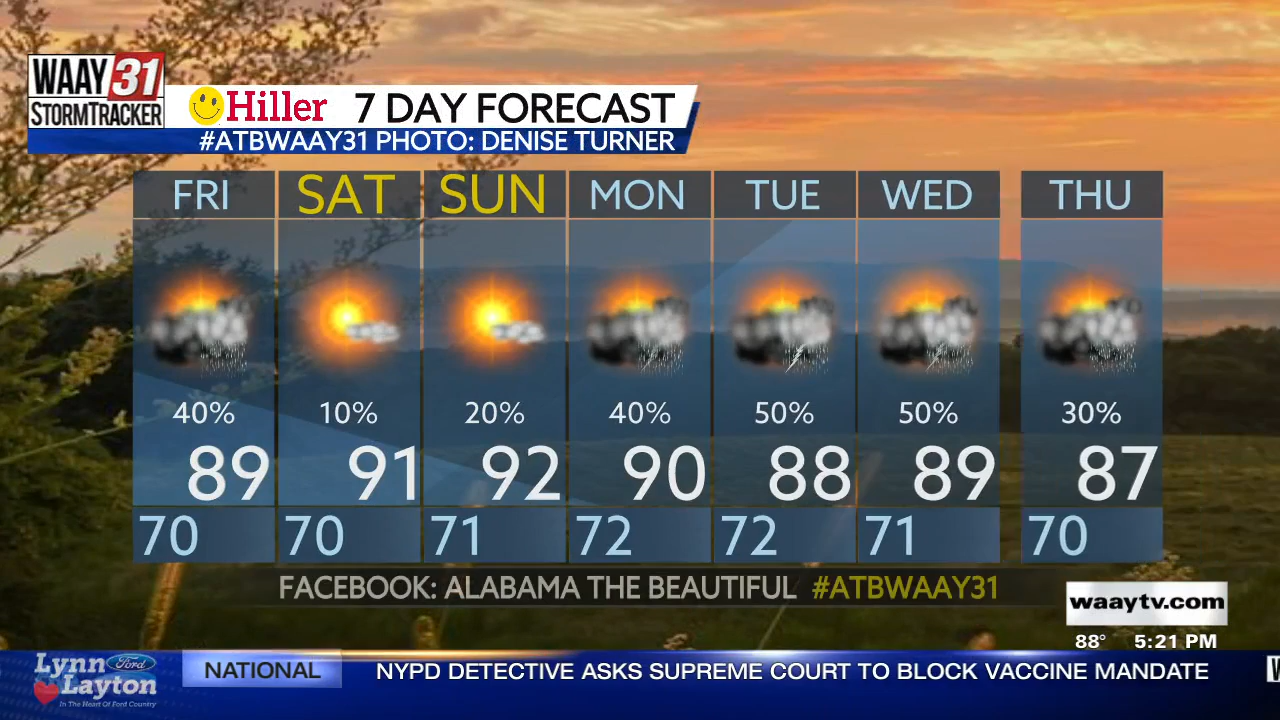 WAAY 31
STORMTRACKER
Hiller 7 DAY FORECAST
#ATBWAAY31 PHOTO: DENISE TURNER
FRI SAT SUN MON TUE WED THU
40% 10% 20% 40% 50% 50% 30%
89 91 92 90 88 89 87
70 70 71 72 72 71 70
FACEBOOK: ALABAMA THE BEAUTIFUL #ATBWAAY31
waaytv.com
88° 5:21 PM
Lynn Ford
Layton
In The Heart Of Ford Country
NATIONAL NYPD DETECTIVE ASKS SUPREME COURT TO BLOCK VACCINE MANDATE